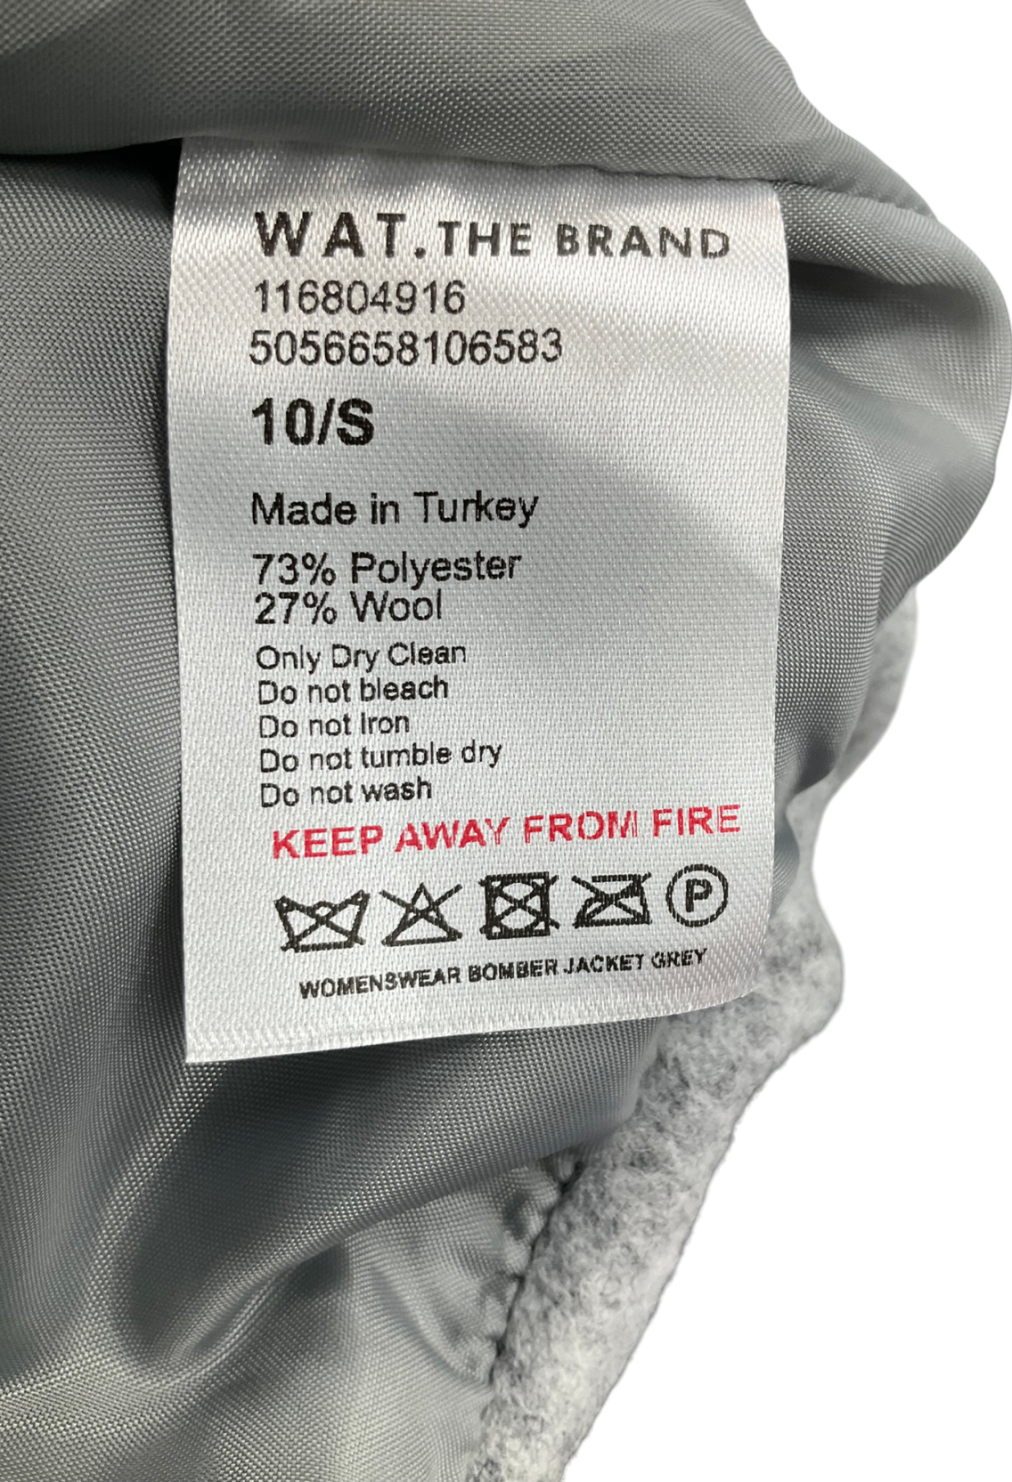 WAT. THE BRAND
116804916
5056658106583
10/S
Made in Turkey
73% Polyester
27% Wool
Only Dry Clean
Do not bleach
Do not Iron
Do not tumble dry
Do not wash
KEEP AWAY FROM FIRE
P
WOMENSWEAR BOMBER JACKET GREY